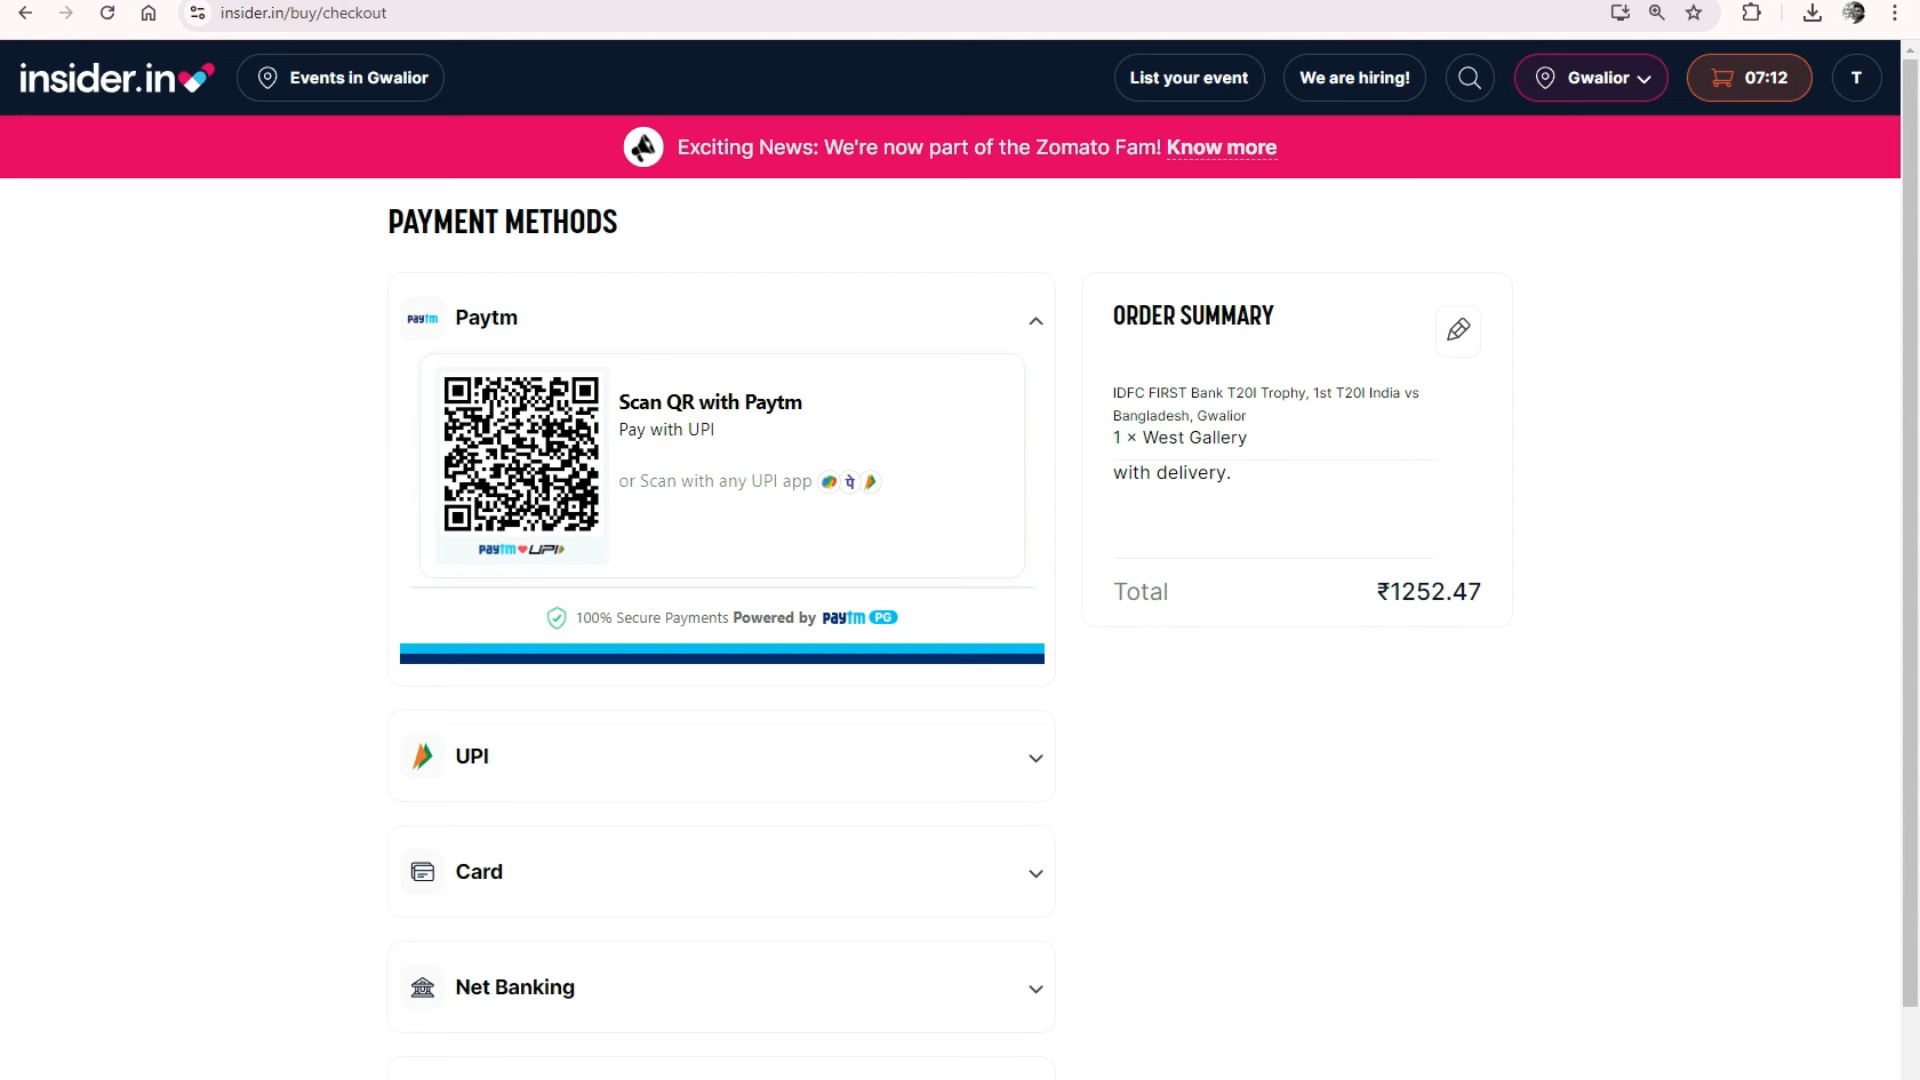 insider.in/buy/checkout
insider.in
Events in Gwalior
List your event
We are hiring!
Gwalior
07:12
T
Exciting News: We're now part of the Zomato Fam! Know more
PAYMENT METHODS
paytm
Paytm
Scan QR with Paytm
Pay with UPI
or Scan with any UPI app
पे
paytm UPI
100% Secure Payments Powered by paytm PG
UPI
Card
Net Banking
ORDER SUMMARY
IDFC FIRST Bank T20I Trophy, 1st T20I India vs
Bangladesh, Gwalior
1 × West Gallery
with delivery.
Total ₹1252.47